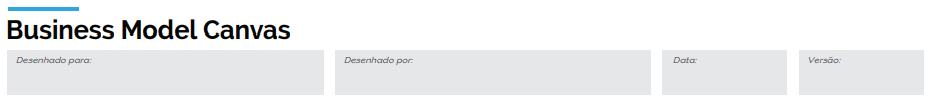 Business Model Canvas
Desenhado para: Desenhado por: Data: Versão: